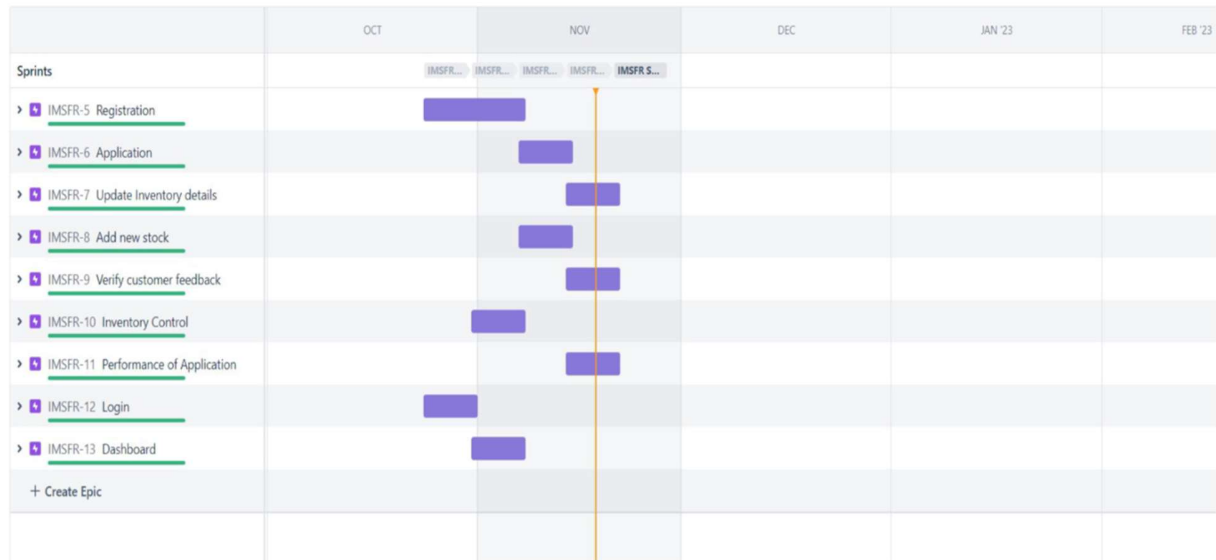 OCT NOV DEC JAN '23 FEB '23
Sprints IMSFR... IMSFR... IMSFR... IMSFR... IMSFR S...
IMSFR-5 Registration
IMSFR-6 Application
IMSFR-7 Update Inventory details
IMSFR-8 Add new stock
IMSFR-9 Verify customer feedback
IMSFR-10 Inventory Control
IMSFR-11 Performance of Application
IMSFR-12 Login
IMSFR-13 Dashboard
+ Create Epic